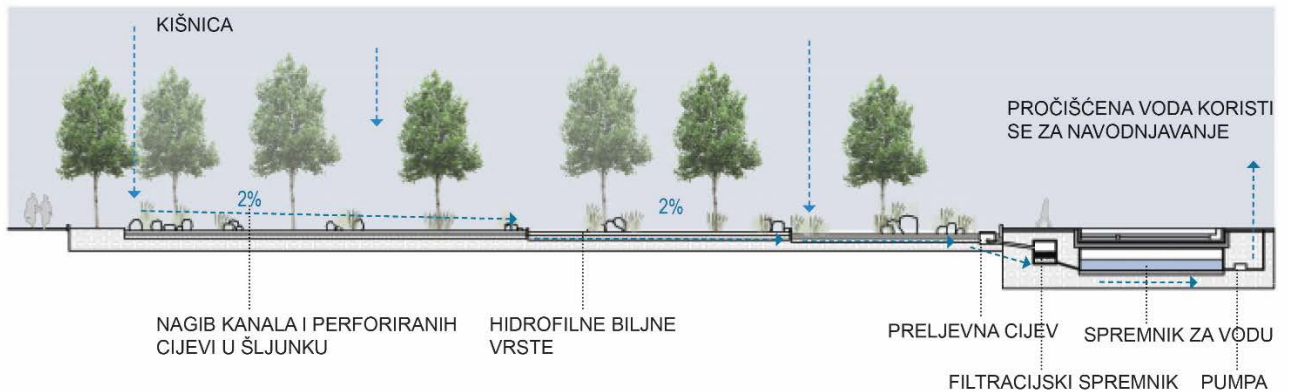 KIŠNICA
PROČIŠĆENA VODA KORISTI
SE ZA NAVODNJAVANJE
2%
2%
NAGIB KANALA I PERFORIRANIH
CIJEVI U ŠLJUNKU
HIDROFILNE BILJNE
VRSTE
PRELJEVNA CIJEV
SPREMNIK ZA VODU
FILTRACIJSKI SPREMNIK
PUMPA